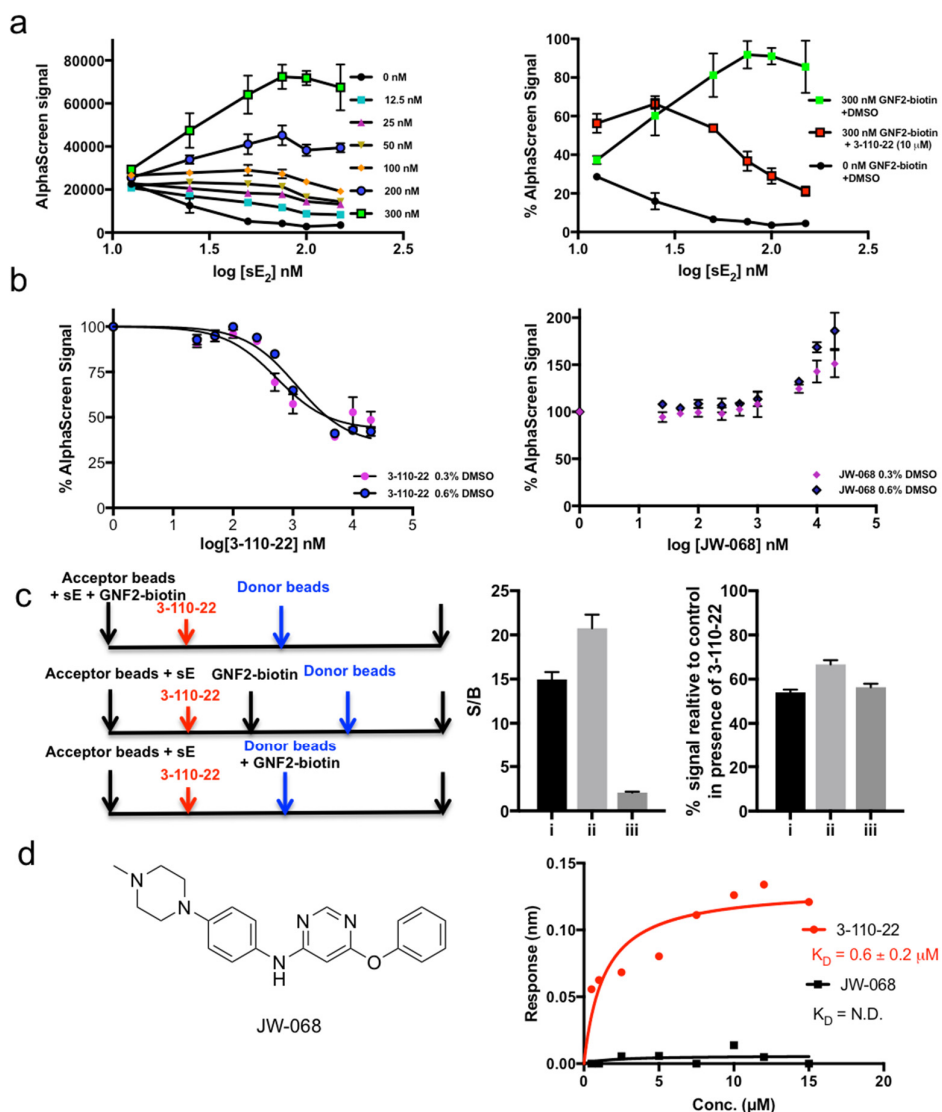 a
AlphaScreen signal
80000
60000
40000
20000
0
1.0
1.5
2.0
2.5
log [sE2] nM
0 nM
12.5 nM
25 nM
50 nM
100 nM
200 nM
300 nM
% AlphaScreen Signal
100
80
60
40
20
0
1.0
1.5
2.0
2.5
log [sE2] nM
300 nM GNF2-biotin
+DMSO
300 nM GNF2-biotin
+ 3-110-22 (10 µM)
0 nM GNF2-biotin
+DMSO
b
% AlphaScreen Signal
100
75
50
25
0
0
1
2
3
4
5
log[3-110-22] nM
3-110-22 0.3% DMSO
3-110-22 0.6% DMSO
% AlphaScreen Signal
200
150
100
50
0
0
1
2
3
4
5
log [JW-068] nM
JW-068 0.3% DMSO
JW-068 0.6% DMSO
c
Acceptor beads
+ sE + GNF2-biotin
3-110-22
Donor beads
Acceptor beads + sE
GNF2-biotin
Donor beads
3-110-22
Acceptor beads + sE
Donor beads
+ GNF2-biotin
3-110-22
S/B
25
20
15
10
5
0
i
ii
iii
% signal realtive to control
in presence of 3-110-22
100
80
60
40
20
0
i
ii
iii
d
N
N
N
N
N
H
O
JW-068
Response (nm)
0.15
0.10
0.05
0.00
0
5
10
15
20
Conc. (µM)
3-110-22
KD = 0.6 ± 0.2 µM
JW-068
KD = N.D.